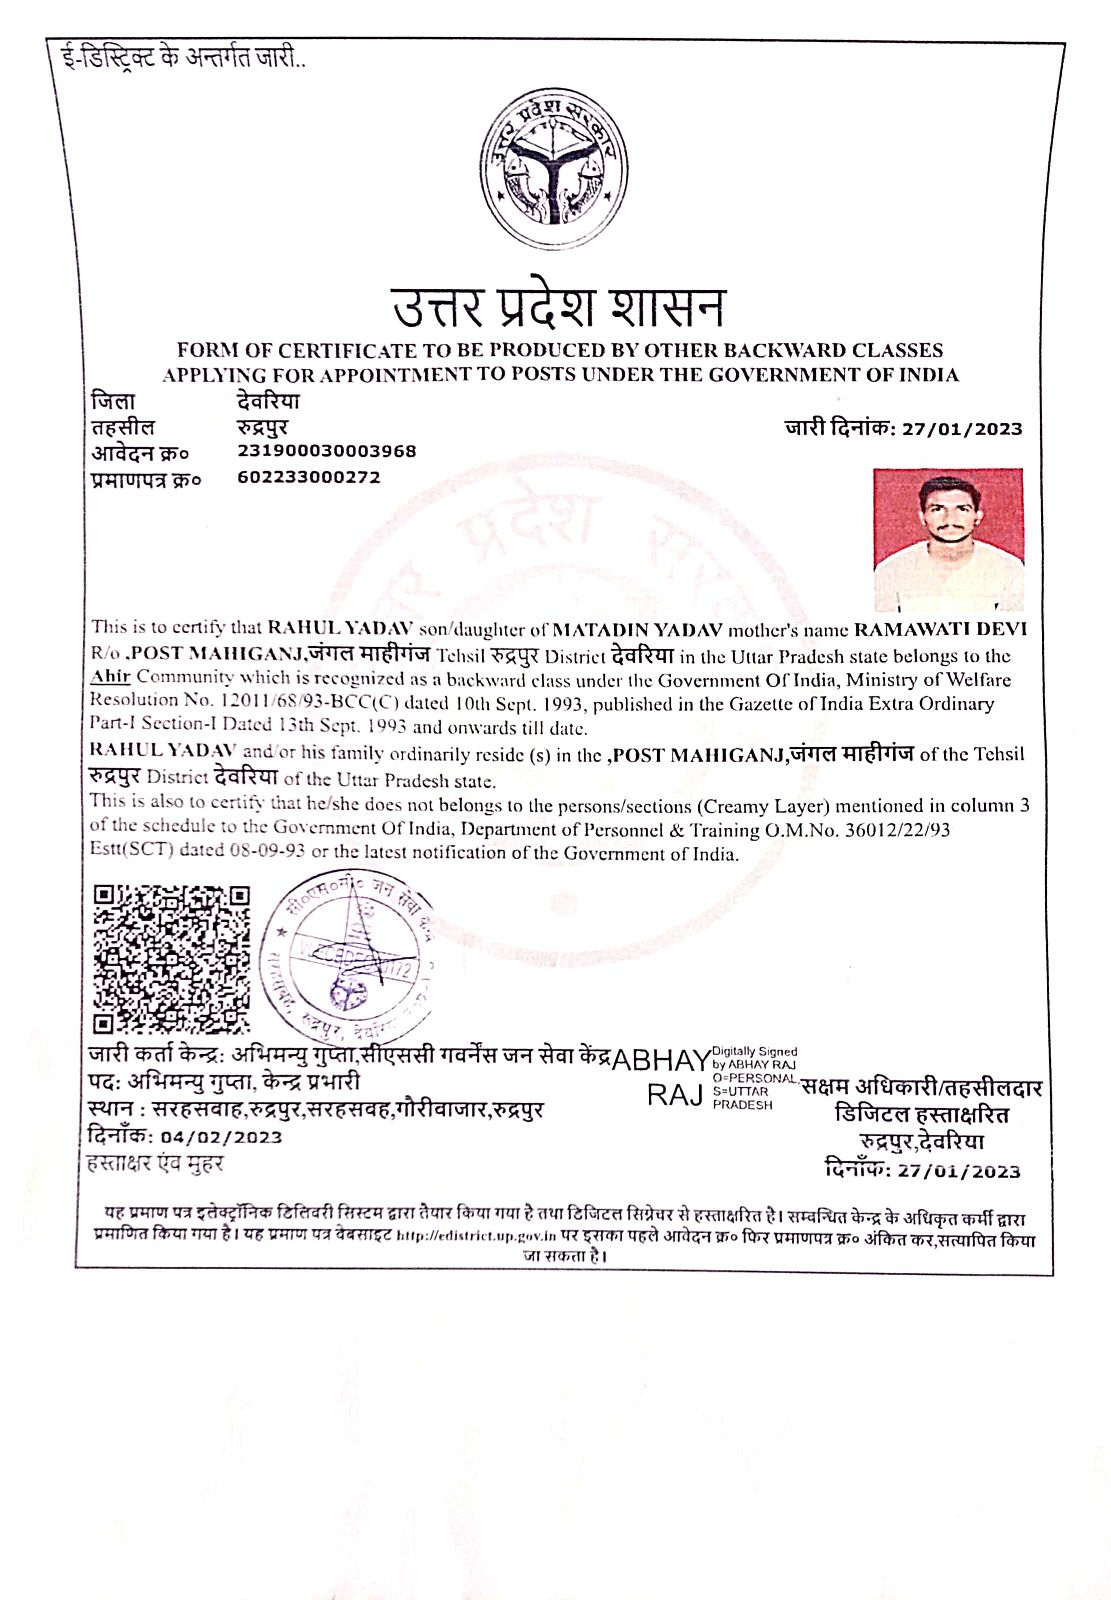 ई-डिस्ट्रिक्ट के अन्तर्गत जारी..
उत्तर प्रदेश सरकार
उत्तर प्रदेश शासन
FORM OF CERTIFICATE TO BE PRODUCED BY OTHER BACKWARD CLASSES
APPLYING FOR APPOINTMENT TO POSTS UNDER THE GOVERNMENT OF INDIA
जिला देवरिया
तहसील रुद्रपुर जारी दिनांक: 27/01/2023
आवेदन क्र० 231900030003968
प्रमाणपत्र क्र० 602233000272
This is to certify that RAHUL YADAV son/daughter of MATADIN YADAV mother's name RAMAWATI DEVI
R/o ,POST MAHIGANJ,जंगल माहीगंज Tehsil रुद्रपुर District देवरिया in the Uttar Pradesh state belongs to the
Ahir Community which is recognized as a backward class under the Government Of India, Ministry of Welfare
Resolution No. 12011/68/93-BCC(C) dated 10th Sept. 1993, published in the Gazette of India Extra Ordinary
Part-I Section-I Dated 13th Sept. 1993 and onwards till date.
RAHUL YADAV and/or his family ordinarily reside (s) in the ,POST MAHIGANJ,जंगल माहीगंज of the Tehsil
रुद्रपुर District देवरिया of the Uttar Pradesh state.
This is also to certify that he/she does not belongs to the persons/sections (Creamy Layer) mentioned in column 3
of the schedule to the Government Of India, Department of Personnel & Training O.M.No. 36012/22/93
Estt(SCT) dated 08-09-93 or the latest notification of the Government of India.
सी०एस०सी० जन सेवा केन्द्र
रुद्रपुर,
जारी कर्ता केन्द्र: अभिमन्यु गुप्ता,सीएससी गवर्नेंस जन सेवा केंद्र
पद: अभिमन्यु गुप्ता, केन्द्र प्रभारी
स्थान : सरहसवाह,रुद्रपुर,सरहसवह,गौरीवाजार,रुद्रपुर
दिनाँक: 04/02/2023
हस्ताक्षर एंव मुहर
ABHAY
RAJ
Digitally Signed
by ABHAY RAJ
O=PERSONAL,
S=UTTAR
PRADESH
सक्षम अधिकारी/तहसीलदार
डिजिटल हस्ताक्षरित
रुद्रपुर,देवरिया
दिनाँक: 27/01/2023
यह प्रमाण पत्र इलेक्ट्रॉनिक डिलिवरी सिस्टम द्वारा तैयार किया गया है तथा डिजिटल सिग्नेचर से हस्ताक्षरित है। सम्बन्धित केन्द्र के अधिकृत कर्मी द्वारा
प्रमाणित किया गया है। यह प्रमाण पत्र वेबसाइट http://edistrict.up.gov.in पर इसका पहले आवेदन क्र० फिर प्रमाणपत्र क्र० अंकित कर,सत्यापित किया
जा सकता है।